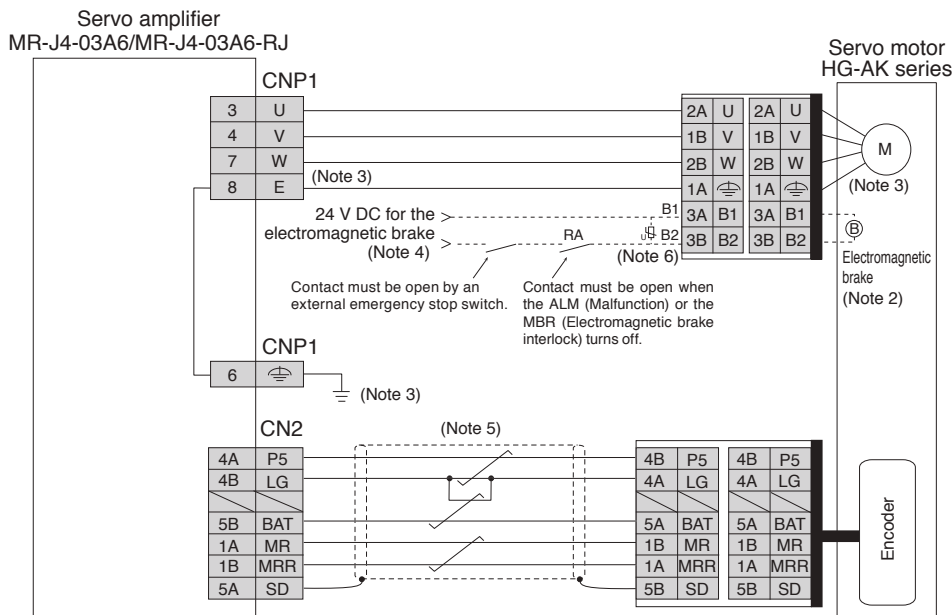 Servo amplifier
MR-J4-03A6/MR-J4-03A6-RJ
Servo motor
HG-AK series
CNP1
3 U
4 V
7 W
8 E
(Note 3)
2A U 2A U
1B V 1B V
2B W 2B W
1A 1A
3A B1 3A B1
3B B2 3B B2
M
(Note 3)
24 V DC for the
electromagnetic brake
(Note 4)
B1
U
B2
RA
(Note 6)
B
Electromagnetic
brake
(Note 2)
Contact must be open by an
external emergency stop switch.
Contact must be open when
the ALM (Malfunction) or the
MBR (Electromagnetic brake
interlock) turns off.
CNP1
6
(Note 3)
CN2
(Note 5)
4A P5
4B LG
5B BAT
1A MR
1B MRR
5A SD
4B P5 4B P5
4A LG 4A LG
5A BAT 5A BAT
1B MR 1B MR
1A MRR 1A MRR
5B SD 5B SD
Encoder